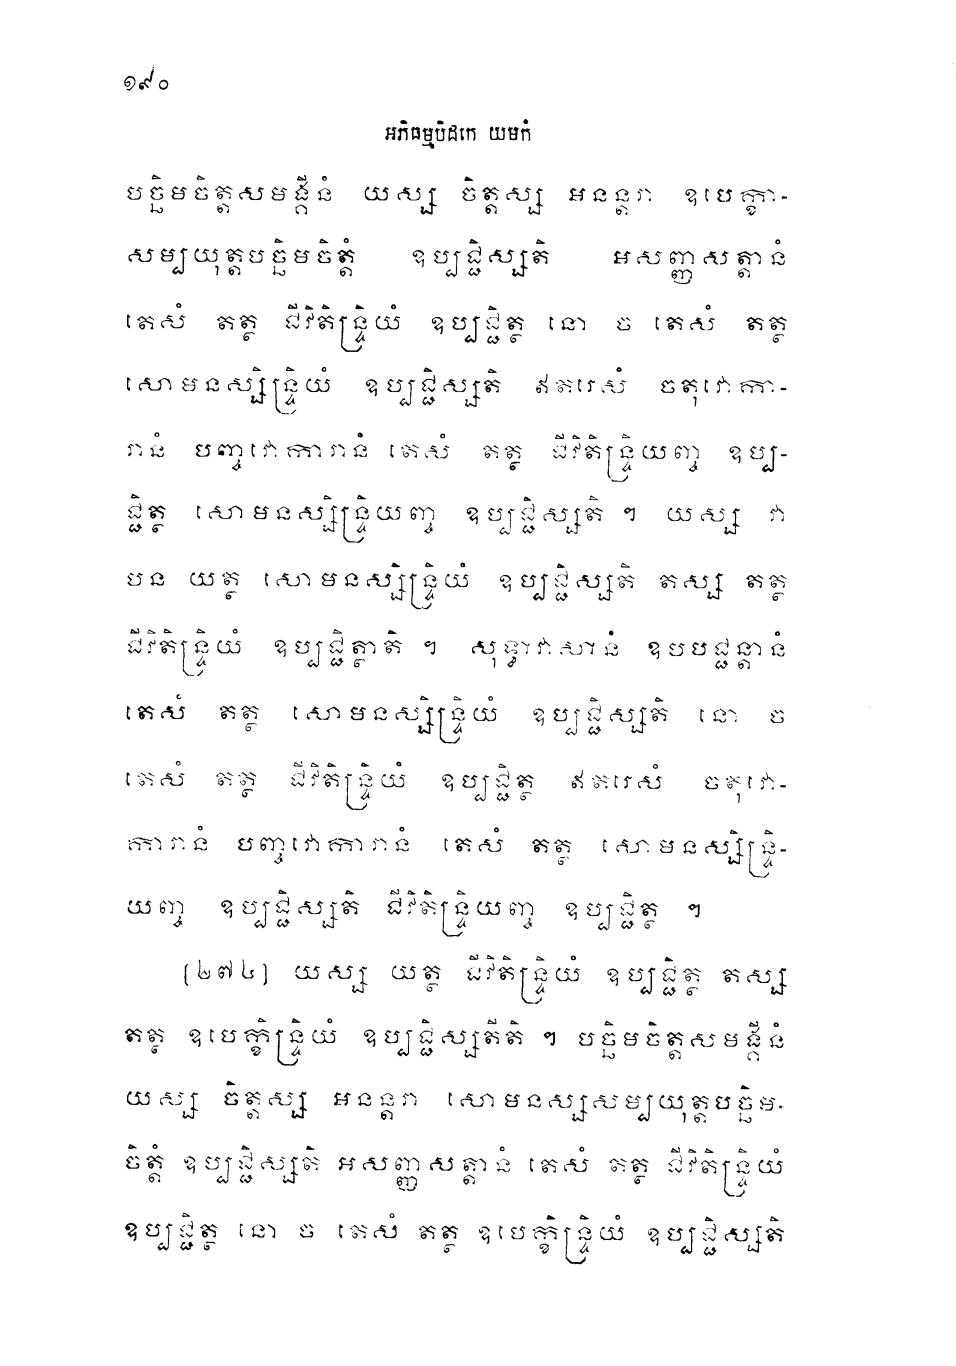 ១៩០
អភិធម្មបិដកេ យមកំ
បច្ឆិមចិត្តសមង្គីនំ យស្ស ចិត្តស្ស អនន្តរា ឧបេក្ខា-
សម្បយុត្តបច្ឆិមចិត្តំ ឧប្បជ្ជិស្សតិ អសញ្ញសត្តានំ
តេសំ តត្ថ ជីវិតិន្ទ្រិយំ ឧប្បជ្ជិត្ថ នោ ច តេសំ តត្ថ
សោមនស្សិន្ទ្រិយំ ឧប្បជ្ជិស្សតិ ឥតរេសំ ចតុវោកា-
រានំ បញ្ចវោការានំ តេសំ តត្ថ ជីវិតិន្ទ្រិយញ្ច ឧប្ប-
ជ្ជិត្ថ សោមនស្សិន្ទ្រិយញ្ច ឧប្បជ្ជិស្សតិ ។ យស្ស វា
បន យត្ថ សោមនស្សិន្ទ្រិយំ ឧប្បជ្ជិស្សតិ តស្ស តត្ថ
ជីវិតិន្ទ្រិយំ ឧប្បជ្ជិត្ថាតិ ។ សុទ្ធាវាសានំ ឧបបជ្ជន្តានំ
តេសំ តត្ថ សោមនស្សិន្ទ្រិយំ ឧប្បជ្ជិស្សតិ នោ ច
តេសំ តត្ថ ជីវិតិន្ទ្រិយំ ឧប្បជ្ជិត្ថ ឥតរេសំ ចតុវោ-
ការានំ បញ្ចវោការានំ តេសំ តត្ថ សោមនស្សិន្ទ្រិ-
យញ្ច ឧប្បជ្ជិស្សតិ ជីវិតិន្ទ្រិយញ្ច ឧប្បជ្ជិត្ថ ។
[២៧៤] យស្ស យត្ថ ជីវិតិន្ទ្រិយំ ឧប្បជ្ជិត្ថ តស្ស
តត្ថ ឧបេក្ខិន្ទ្រិយំ ឧប្បជ្ជិស្សតីតិ ។ បច្ឆិមចិត្តសមង្គីនំ
យស្ស ចិត្តស្ស អនន្តរា សោមនស្សសម្បយុត្តបច្ឆិម-
ចិត្តំ ឧប្បជ្ជិស្សតិ អសញ្ញសត្តានំ តេសំ តត្ថ ជីវិតិន្ទ្រិយំ
ឧប្បជ្ជិត្ថ នោ ច តេសំ តត្ថ ឧបេក្ខិន្ទ្រិយំ ឧប្បជ្ជិស្សតិ